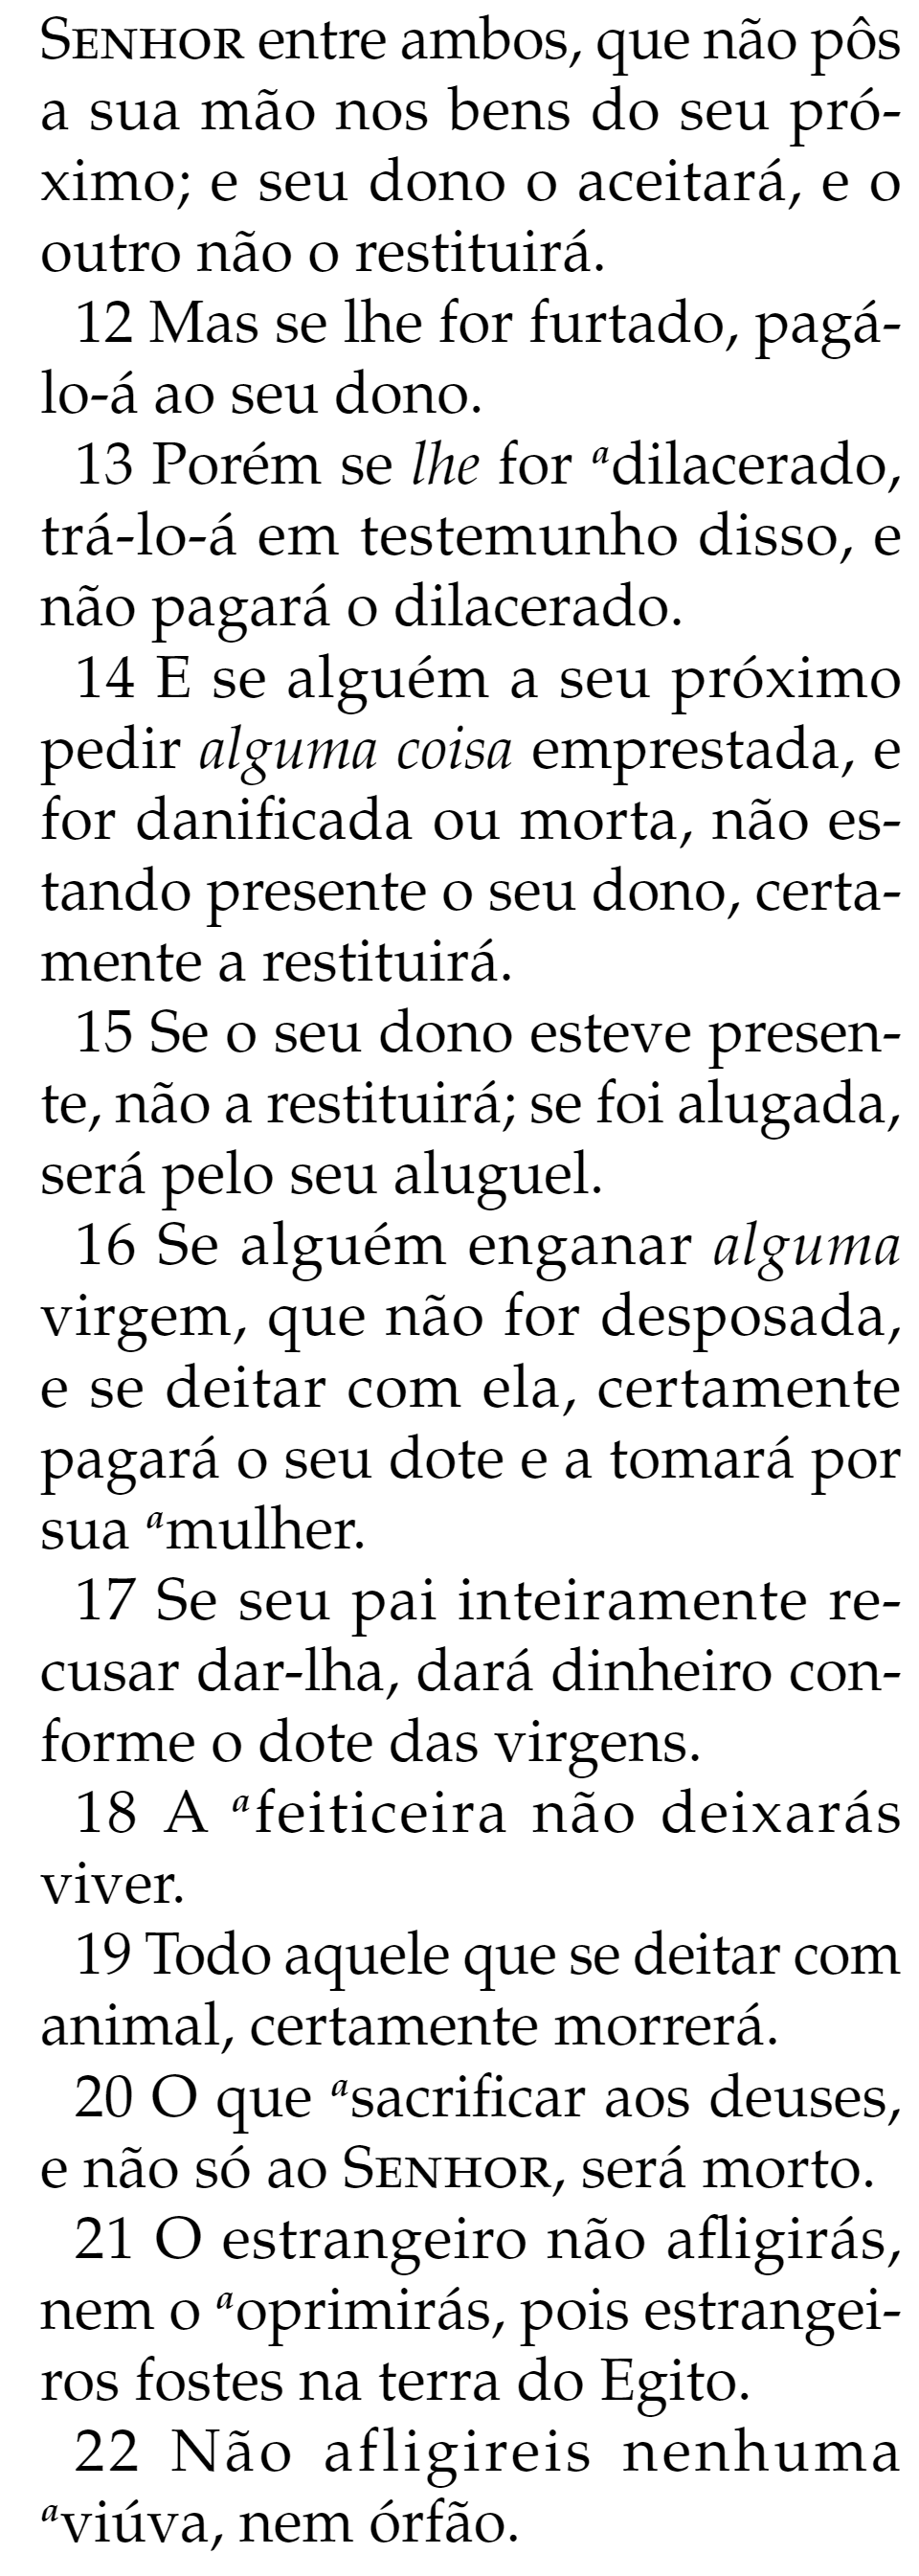 SENHOR entre ambos, que não pôs
a sua mão nos bens do seu pró-
ximo; e seu dono o aceitará, e o
outro não o restituirá.
12 Mas se lhe for furtado, pagá-
lo-á ao seu dono.
13 Porém se lhe for ᵃdilacerado,
trá-lo-á em testemunho disso, e
não pagará o dilacerado.
14 E se alguém a seu próximo
pedir alguma coisa emprestada, e
for danificada ou morta, não es-
tando presente o seu dono, certa-
mente a restituirá.
15 Se o seu dono esteve presen-
te, não a restituirá; se foi alugada,
será pelo seu aluguel.
16 Se alguém enganar alguma
virgem, que não for desposada,
e se deitar com ela, certamente
pagará o seu dote e a tomará por
sua ᵃmulher.
17 Se seu pai inteiramente re-
cusar dar-lha, dará dinheiro con-
forme o dote das virgens.
18 A ᵃfeiticeira não deixarás
viver.
19 Todo aquele que se deitar com
animal, certamente morrerá.
20 O que ᵃsacrificar aos deuses,
e não só ao SENHOR, será morto.
21 O estrangeiro não afligirás,
nem o ᵃoprimirás, pois estrangei-
ros fostes na terra do Egito.
22 Não afligireis nenhuma
ᵃviúva, nem órfão.